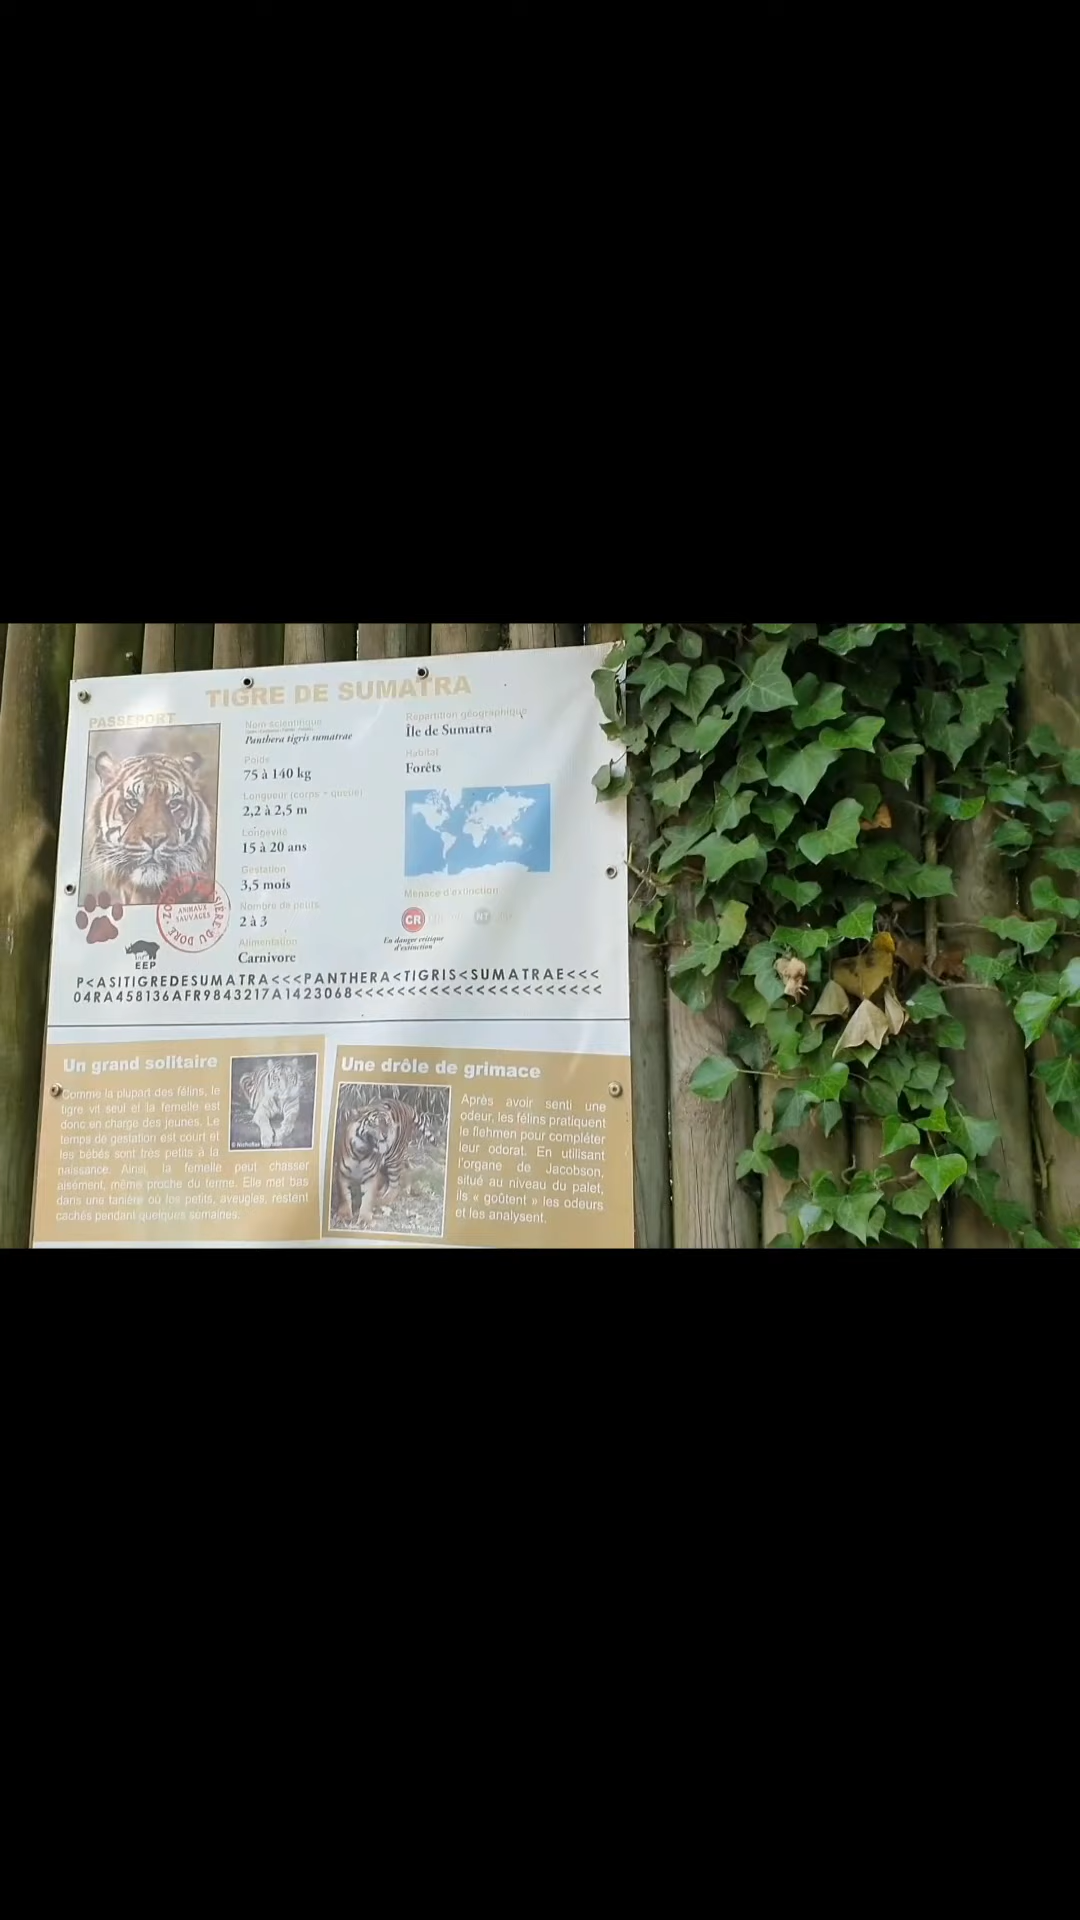 TIGRE DE SUMATRA
PASSEPORT
Nom scientifique
Panthera tigris sumatrae
Poids
75 à 140 kg
Longueur (corps + queue)
2,2 à 2,5 m
Longévité
15 à 20 ans
Gestation
3,5 mois
Nombre de petits
2 à 3
Alimentation
Carnivore
Répartition géographique
Île de Sumatra
Habitat
Forêts
Menace d'extinction
CR
NT
En danger critique
d'extinction
ANIMAUX
SAUVAGES
EEP
P<ASITIGREDESUMATRA<<<PANTHERA<TIGRIS<SUMATRAE<<<
04RA458136AFR9843217A1423068<<<<<<<<<<<<<<<<<<<<<<
Un grand solitaire
Comme la plupart des félins, le
tigre vit seul et la femelle est
donc en charge des jeunes. Le
temps de gestation est court et
les bébés sont très petits à la
naissance. Ainsi, la femelle peut chasser
aisément, même proche du terme. Elle met bas
dans une tanière où les petits, aveugles, restent
cachés pendant quelques semaines.
Une drôle de grimace
Après avoir senti une
odeur, les félins pratiquent
le flehmen pour compléter
leur odorat. En utilisant
l'organe de Jacobson,
situé au niveau du palet,
ils « goûtent » les odeurs
et les analysent.